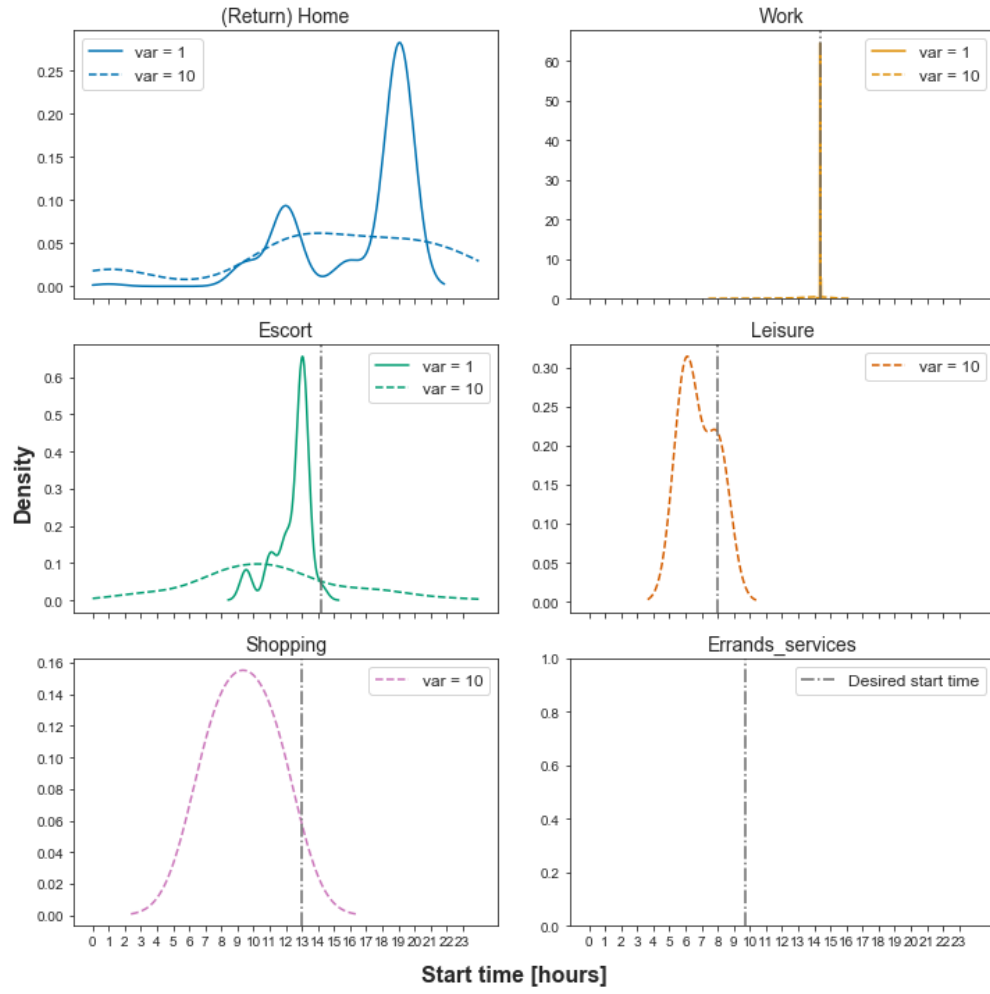 (Return) Home
Work
var = 1
var = 10
0.25
0.20
0.15
0.10
0.05
0.00
var = 1
var = 10
60
50
40
30
20
10
0
Escort
Leisure
var = 1
var = 10
0.6
0.5
0.4
0.3
0.2
0.1
0.0
var = 10
0.30
0.25
0.20
0.15
0.10
0.05
0.00
Density
Shopping
Errands_services
var = 10
0.16
0.14
0.12
0.10
0.08
0.06
0.04
0.02
0.00
0 1 2 3 4 5 6 7 8 9 10 11 12 13 14 15 16 17 18 19 20 21 22 23
Desired start time
1.0
0.8
0.6
0.4
0.2
0.0
0 1 2 3 4 5 6 7 8 9 10 11 12 13 14 15 16 17 18 19 20 21 22 23
Start time [hours]